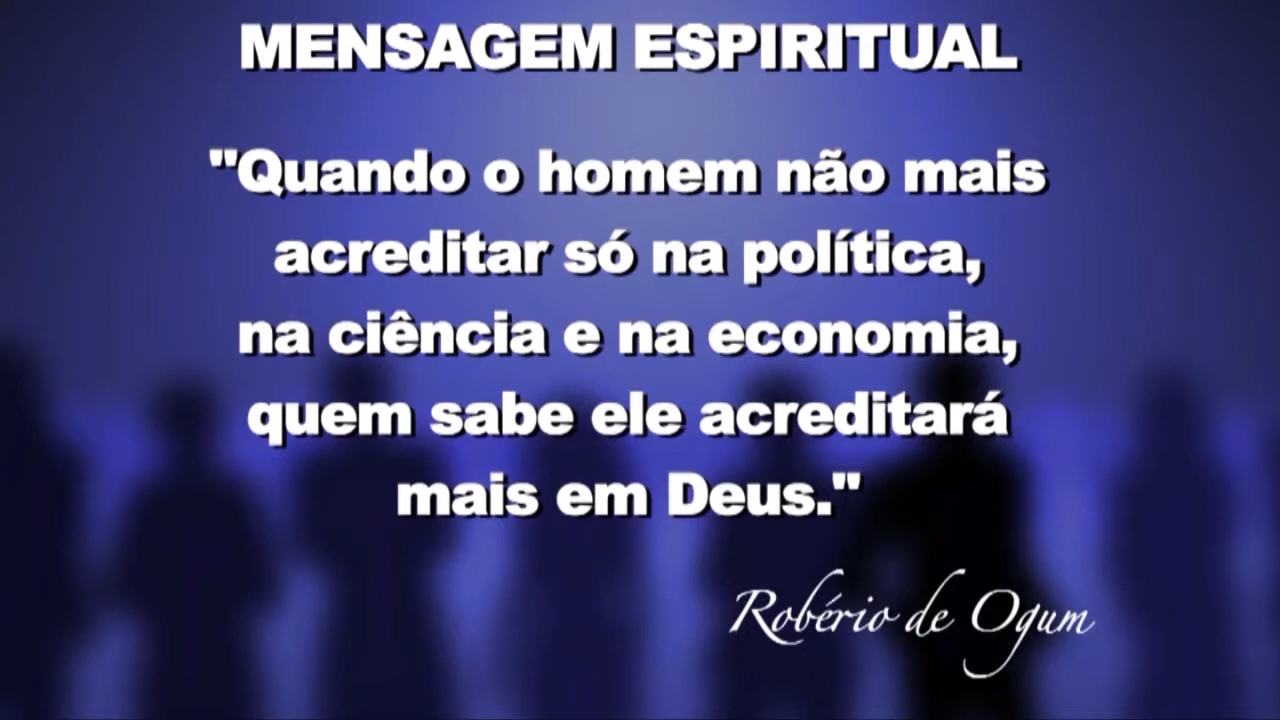 MENSAGEM ESPIRITUAL
"Quando o homem não mais
acreditar só na política,
na ciência e na economia,
quem sabe ele acreditará
mais em Deus."
Robério de Ogum